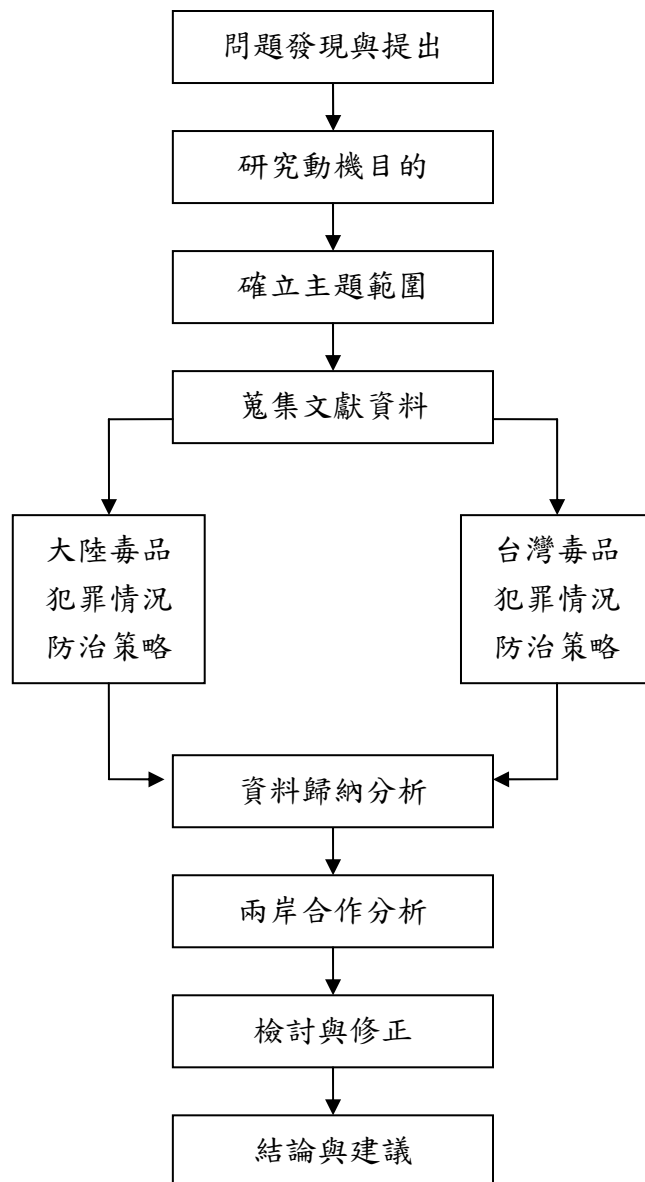 問題發現與提出
研究動機目的
確立主題範圍
蒐集文獻資料
大陸毒品
犯罪情況
防治策略
台灣毒品
犯罪情況
防治策略
資料歸納分析
兩岸合作分析
檢討與修正
結論與建議